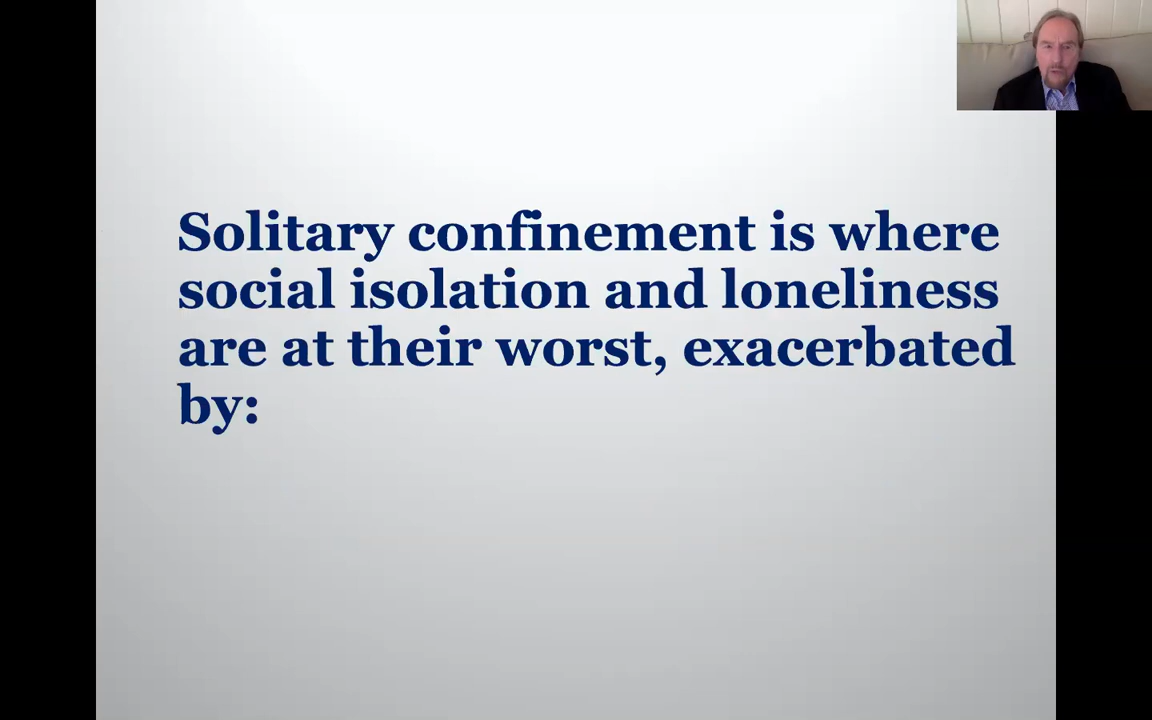 Solitary confinement is where
social isolation and loneliness
are at their worst, exacerbated
by: